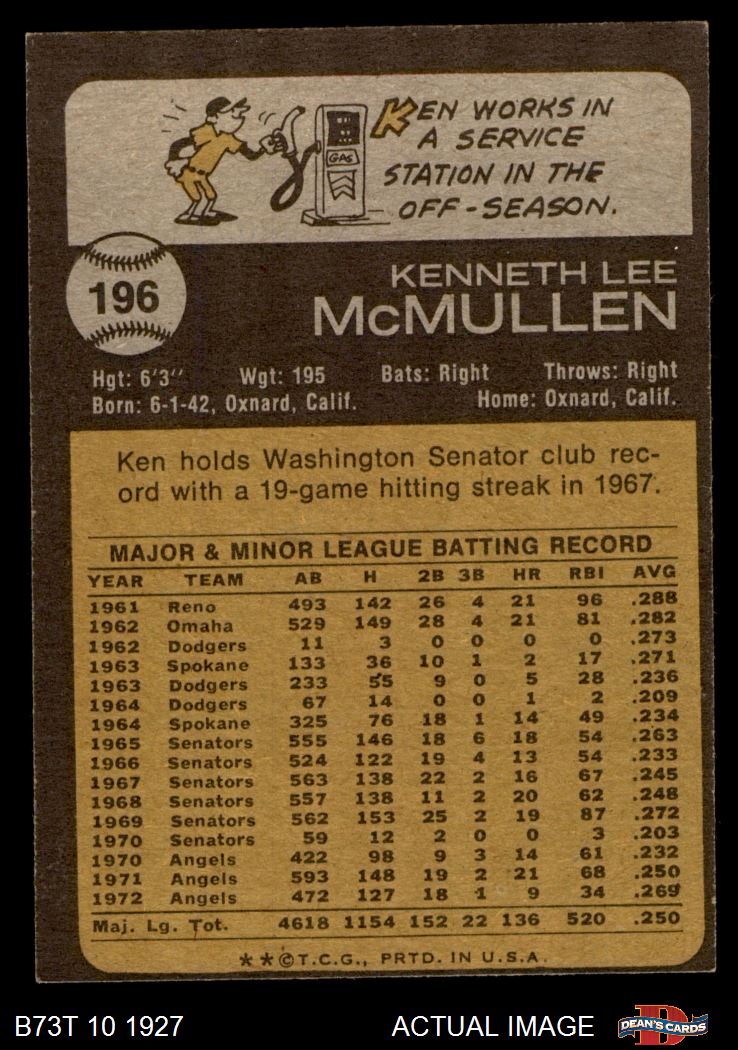 KEN WORKS IN
A SERVICE
STATION IN THE
OFF-SEASON.
GAS
196
KENNETH LEE
McMULLEN
Hgt: 6'3" Wgt: 195 Bats: Right Throws: Right
Born: 6-1-42, Oxnard, Calif. Home: Oxnard, Calif.
Ken holds Washington Senator club rec-
ord with a 19-game hitting streak in 1967.
MAJOR & MINOR LEAGUE BATTING RECORD
YEAR TEAM AB H 2B 3B HR RBI AVG
1961 Reno 493 142 26 4 21 96 .288
1962 Omaha 529 149 28 4 21 81 .282
1962 Dodgers 11 3 0 0 0 0 .273
1963 Spokane 133 36 10 1 2 17 .271
1963 Dodgers 233 55 9 0 5 28 .236
1964 Dodgers 67 14 0 0 1 2 .209
1964 Spokane 325 76 18 1 14 49 .234
1965 Senators 555 146 18 6 18 54 .263
1966 Senators 524 122 19 4 13 54 .233
1967 Senators 563 138 22 2 16 67 .245
1968 Senators 557 138 11 2 20 62 .248
1969 Senators 562 153 25 2 19 87 .272
1970 Senators 59 12 2 0 0 3 .203
1970 Angels 422 98 9 3 14 61 .232
1971 Angels 593 148 19 2 21 68 .250
1972 Angels 472 127 18 1 9 34 .269
Maj. Lg. Tot. 4618 1154 152 22 136 520 .250
**©T.C.G., PRTD. IN U.S.A.
B73T 10 1927 ACTUAL IMAGE D DEAN'S CARDS